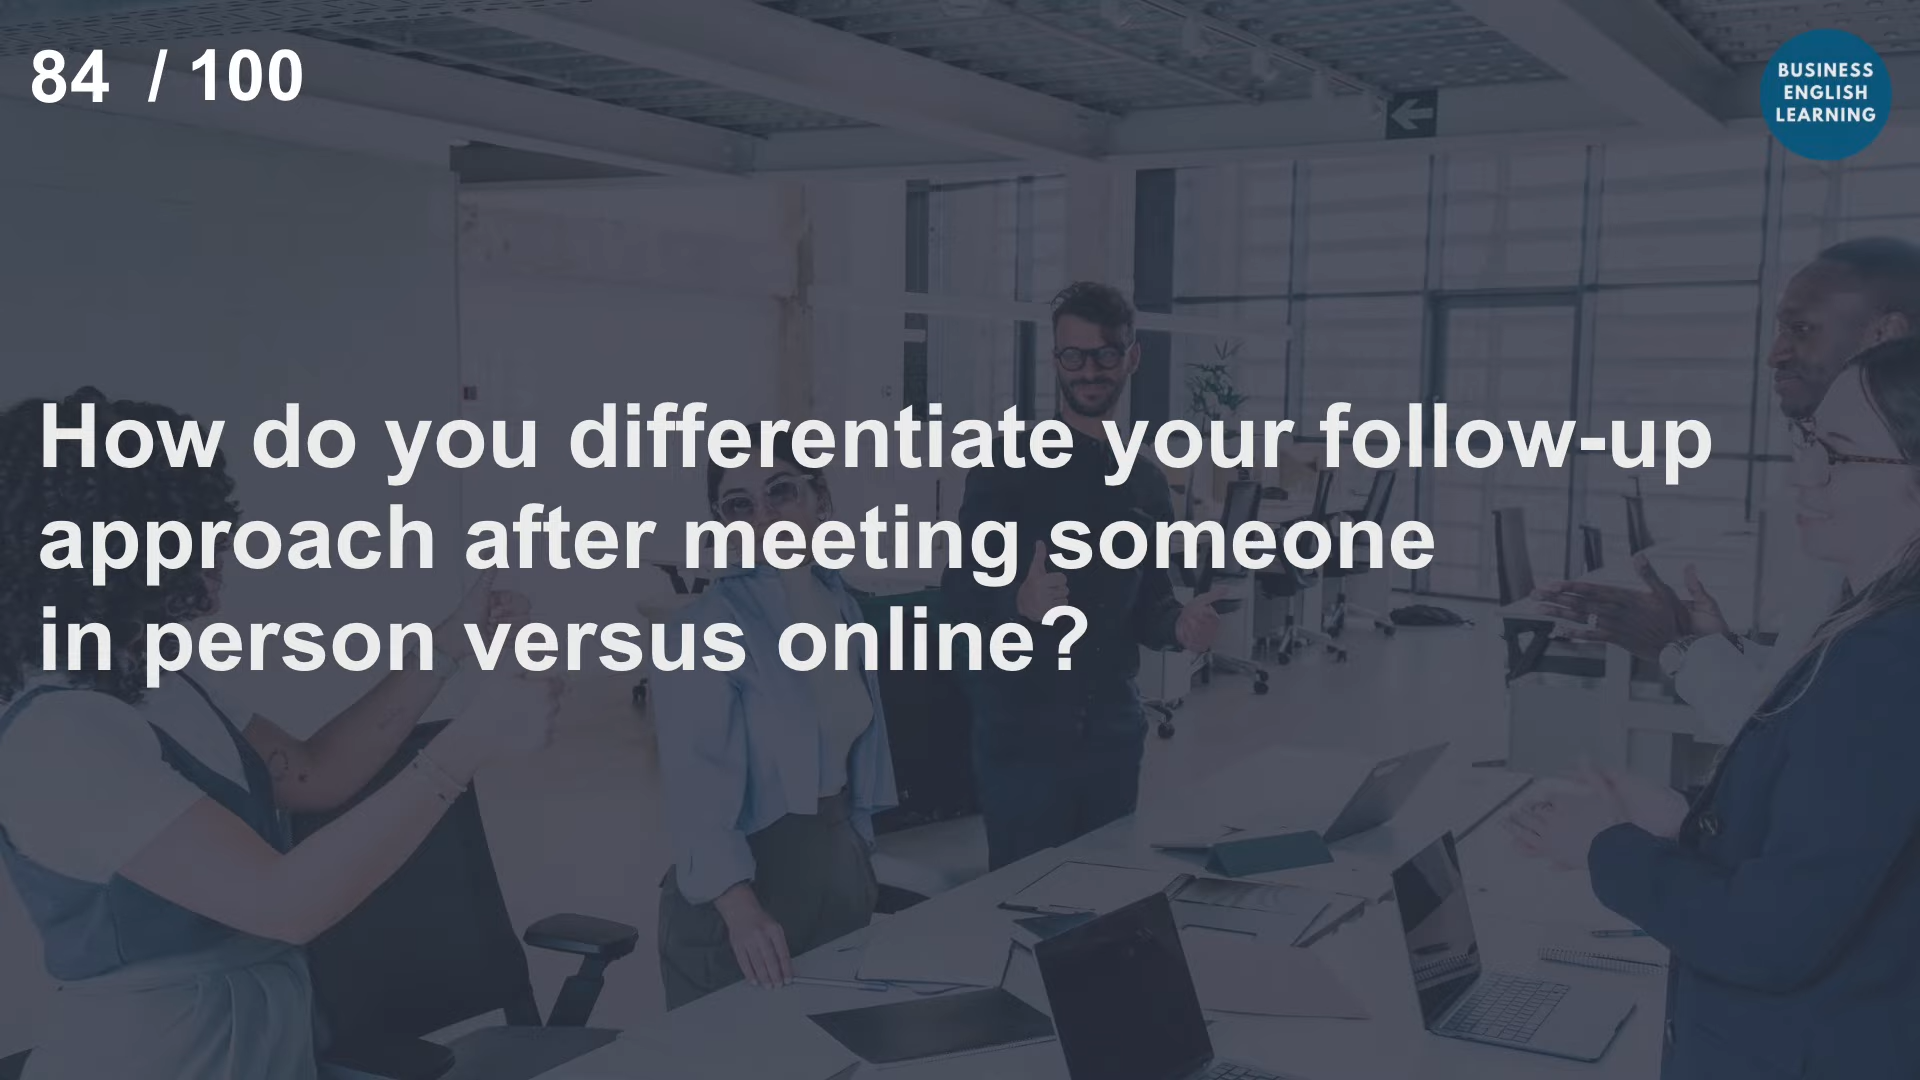 84 / 100
BUSINESS
ENGLISH
LEARNING
How do you differentiate your follow-up
approach after meeting someone
in person versus online?